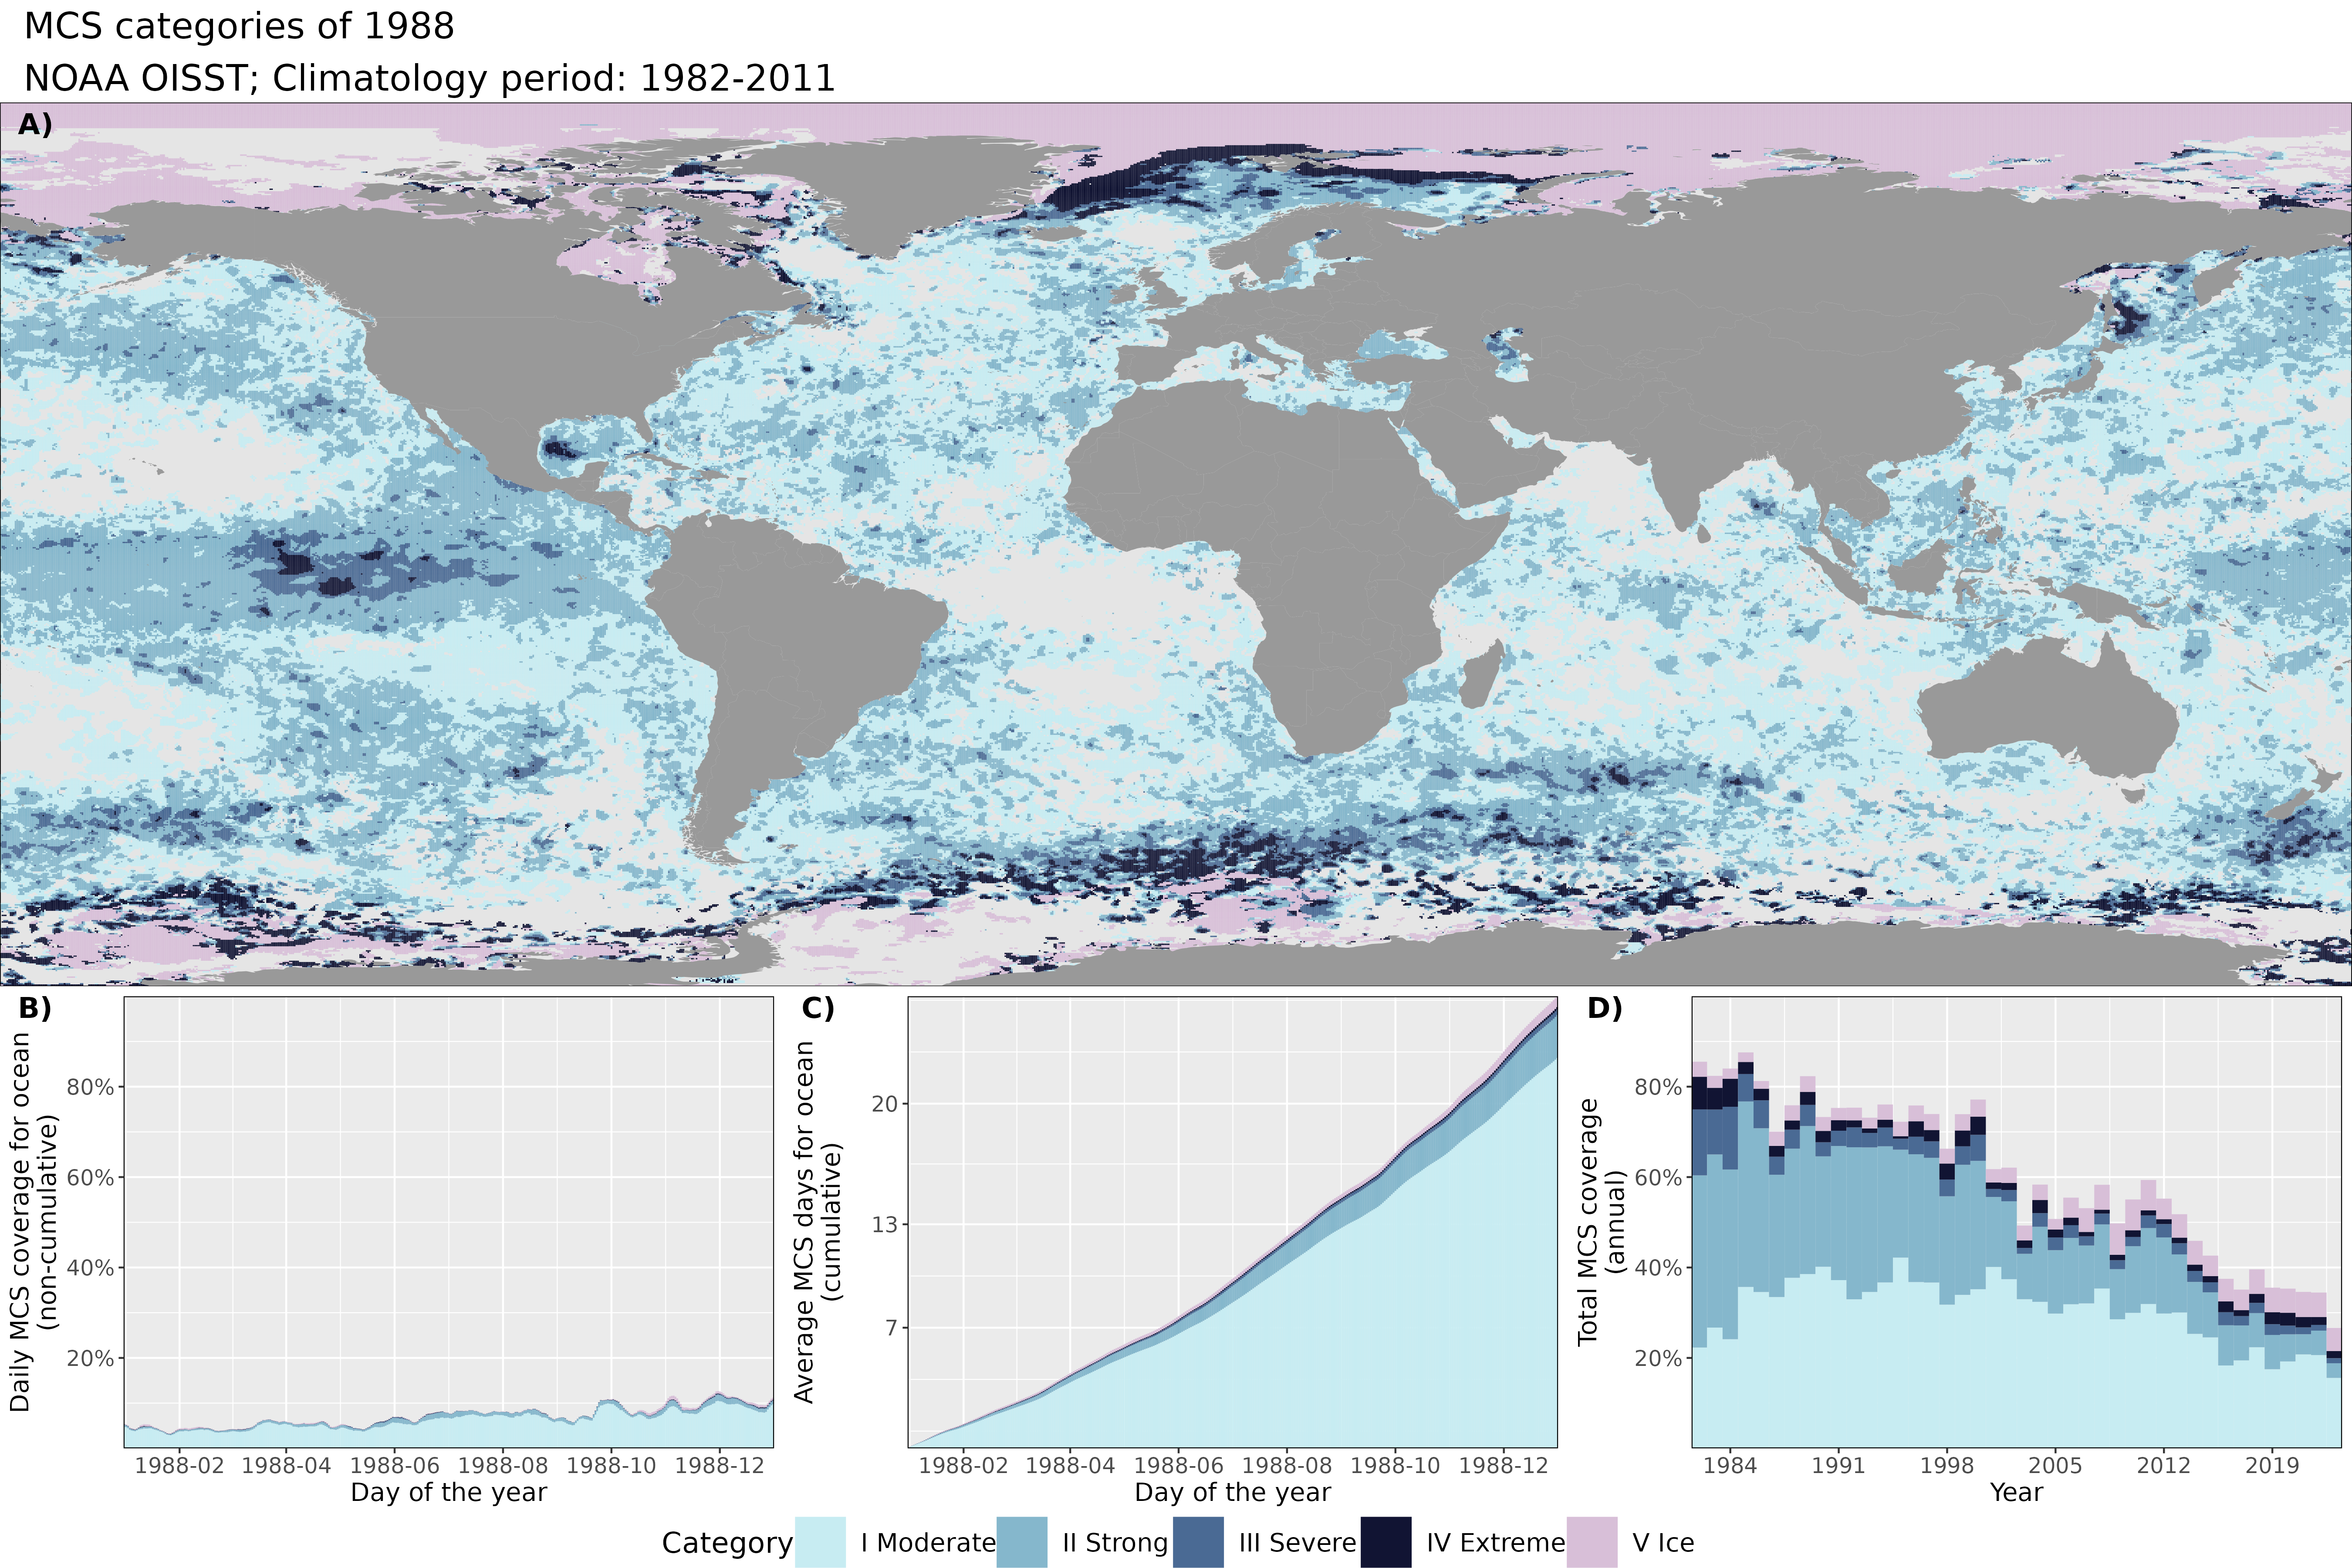 MCS categories of 1988
NOAA OISST; Climatology period: 1982-2011
A)
B)
Daily MCS coverage for ocean
(non-cumulative)
80%
60%
40%
20%
1988-02 1988-04 1988-06 1988-08 1988-10 1988-12
Day of the year
C)
Average MCS days for ocean
(cumulative)
20
13
7
1988-02 1988-04 1988-06 1988-08 1988-10 1988-12
Day of the year
D)
Total MCS coverage
(annual)
80%
60%
40%
20%
1984 1991 1998 2005 2012 2019
Year
Category I Moderate II Strong III Severe IV Extreme V Ice